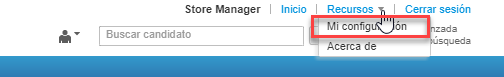 Store Manager | Inicio | Recursos | Cerrar sesión
Mi configuración
Buscar candidato
Acerca de